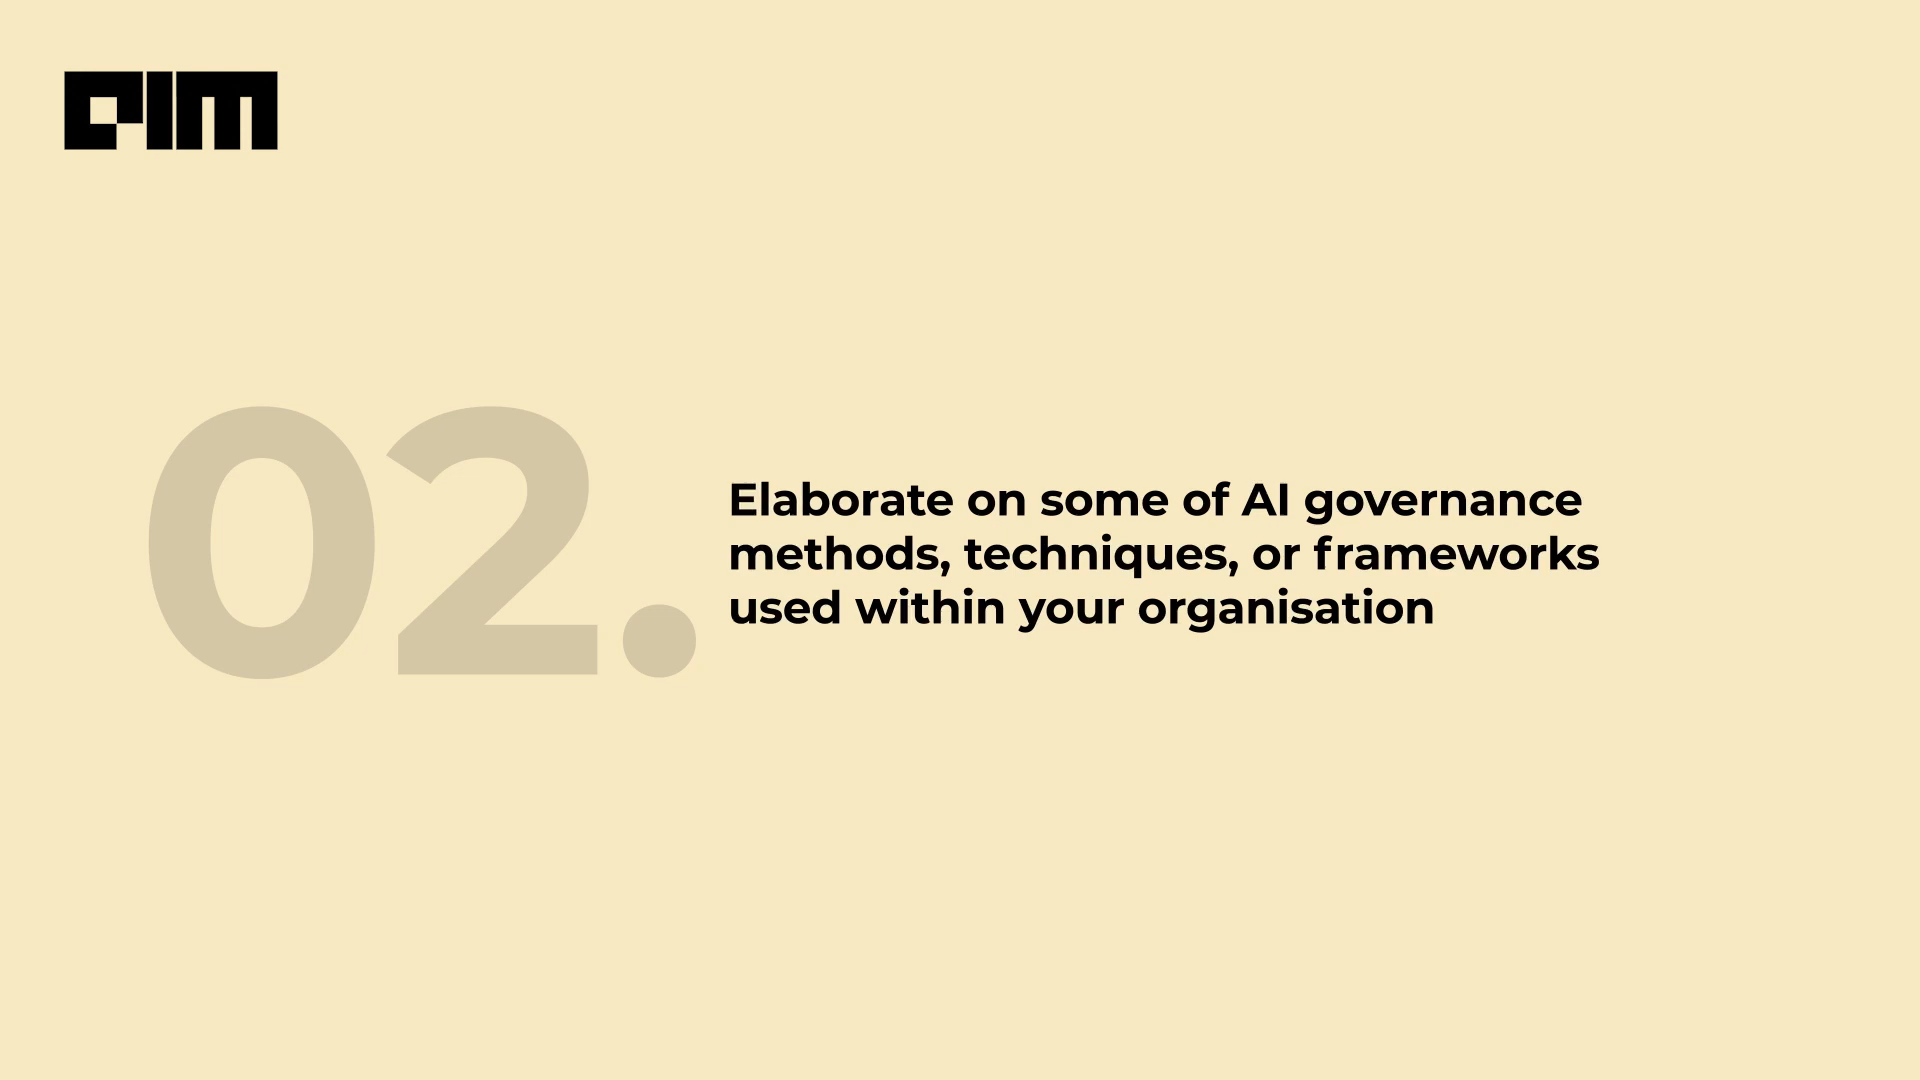 AIM
02.
Elaborate on some of AI governance
methods, techniques, or frameworks
used within your organisation